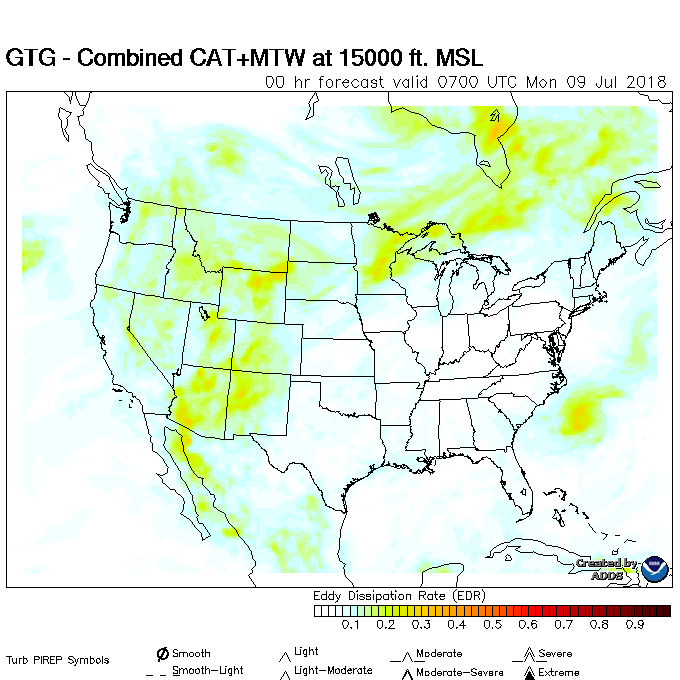 GTG - Combined CAT+MTW at 15000 ft. MSL
00 hr forecast valid 0700 UTC Mon 09 Jul 2018
Created by
ADDS
Eddy Dissipation Rate (EDR)
0.1 0.2 0.3 0.4 0.5 0.6 0.7 0.8 0.9
Turb PIREP Symbols
Smooth Light Moderate Severe
Smooth-Light Light-Moderate Moderate-Severe Extreme